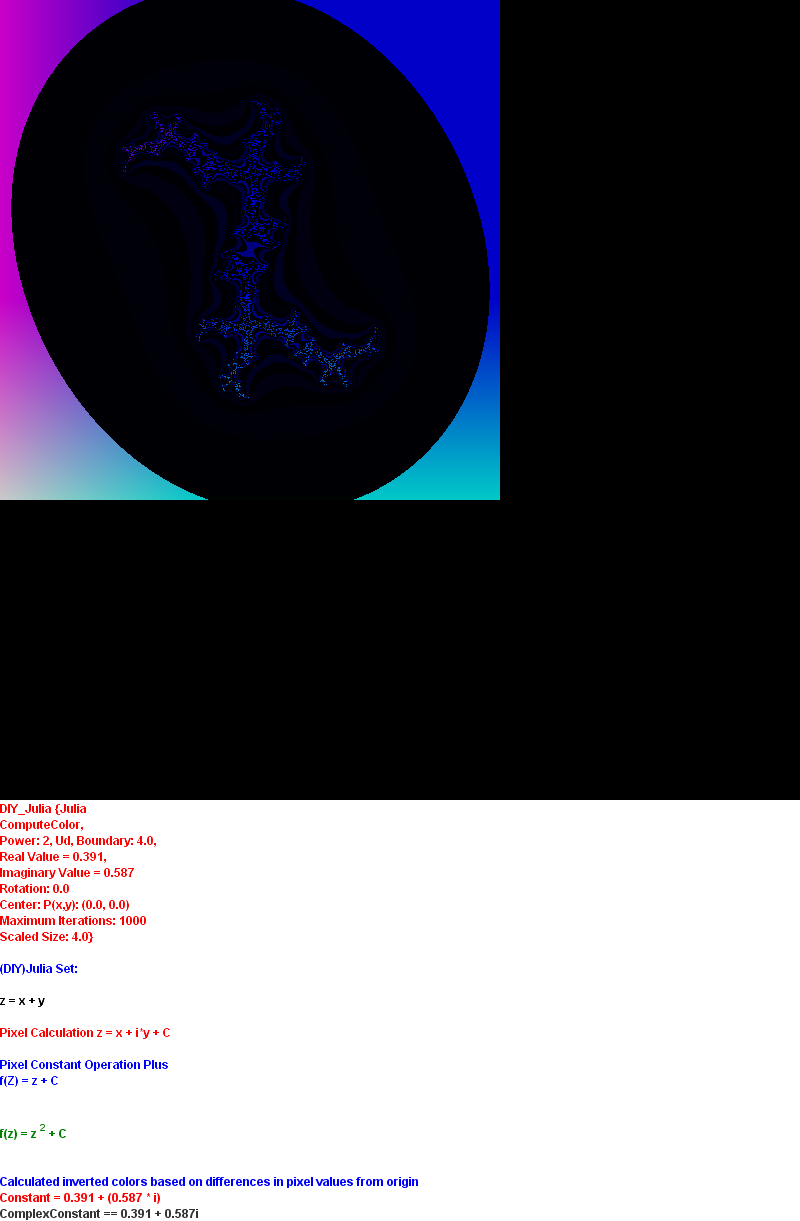 DIY_Julia {Julia
ComputeColor,
Power: 2, Ud, Boundary: 4.0,
Real Value = 0.391,
Imaginary Value = 0.587
Rotation: 0.0
Center: P(x,y): (0.0, 0.0)
Maximum Iterations: 1000
Scaled Size: 4.0}
(DIY)Julia Set:
z = x + y
Pixel Calculation z = x + i*y + C
Pixel Constant Operation Plus
f(Z) = z + C
f(z) = z 2 + C
Calculated inverted colors based on differences in pixel values from origin
Constant = 0.391 + (0.587 * i)
ComplexConstant == 0.391 + 0.587i